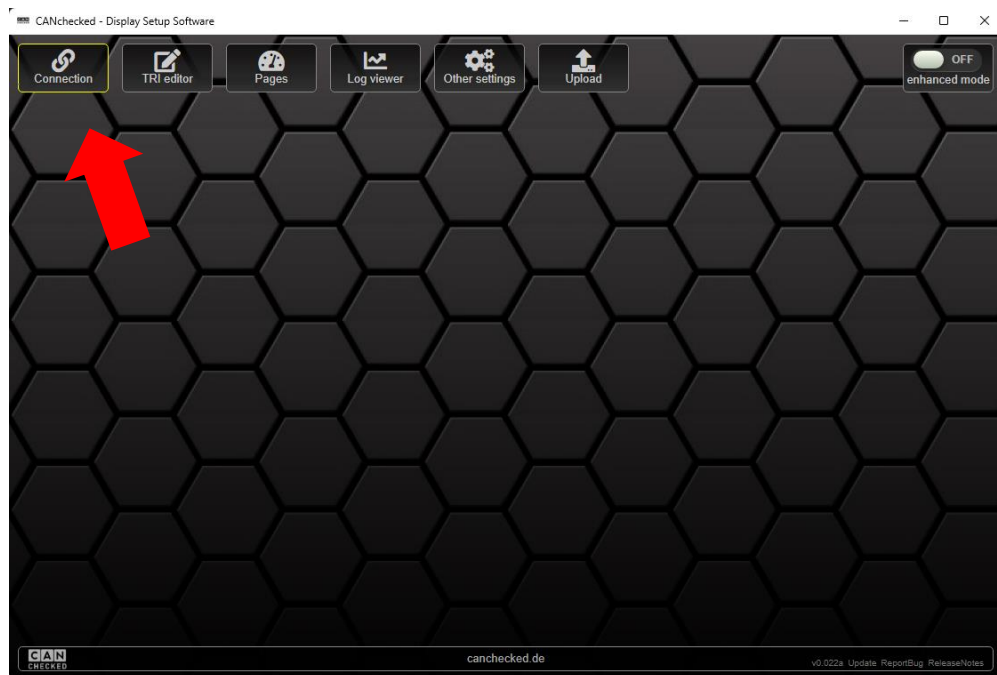 CANchecked - Display Setup Software
Connection TRI editor Pages Log viewer Other settings Upload
OFF
enhanced mode
CAN
CHECKED
canchecked.de
v0.022a Update ReportBug ReleaseNotes